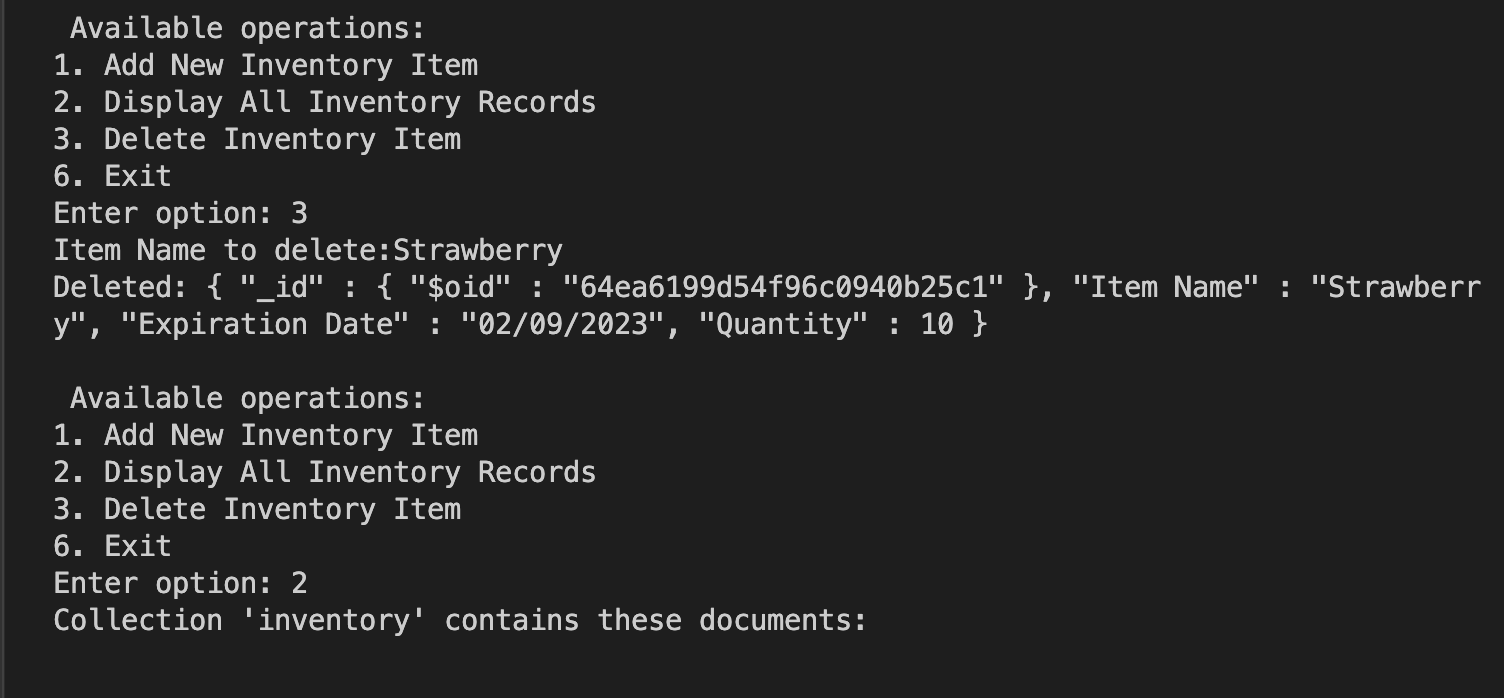 Available operations:
1. Add New Inventory Item
2. Display All Inventory Records
3. Delete Inventory Item
6. Exit
Enter option: 3
Item Name to delete:Strawberry
Deleted: { "_id" : { "$oid" : "64ea6199d54f96c0940b25c1" }, "Item Name" : "Strawberr
y", "Expiration Date" : "02/09/2023", "Quantity" : 10 }
Available operations:
1. Add New Inventory Item
2. Display All Inventory Records
3. Delete Inventory Item
6. Exit
Enter option: 2
Collection 'inventory' contains these documents: